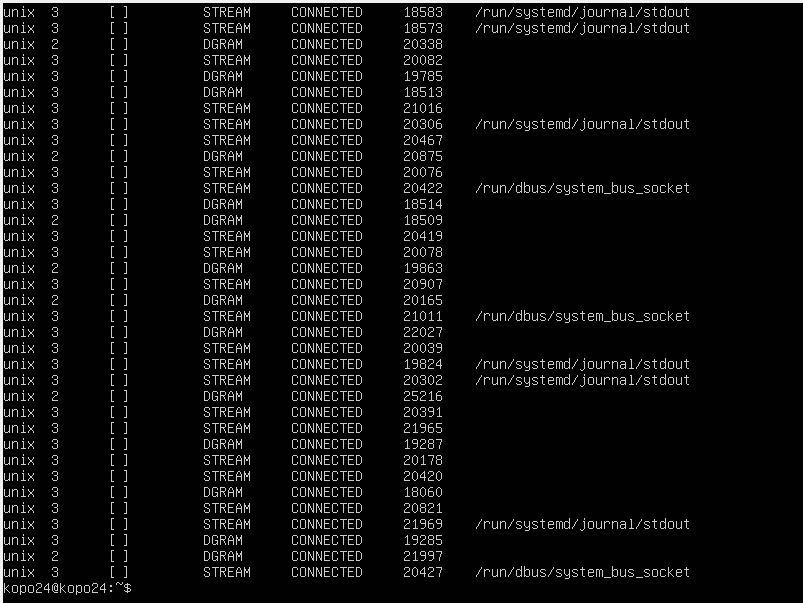 unix 3 [ ] STREAM CONNECTED 18583 /run/systemd/journal/stdout
unix 3 [ ] STREAM CONNECTED 18573 /run/systemd/journal/stdout
unix 2 [ ] DGRAM CONNECTED 20338
unix 3 [ ] STREAM CONNECTED 20082
unix 3 [ ] DGRAM CONNECTED 19785
unix 3 [ ] DGRAM CONNECTED 18513
unix 3 [ ] STREAM CONNECTED 21016
unix 3 [ ] STREAM CONNECTED 20306 /run/systemd/journal/stdout
unix 3 [ ] STREAM CONNECTED 20467
unix 2 [ ] DGRAM CONNECTED 20875
unix 3 [ ] STREAM CONNECTED 20076
unix 3 [ ] STREAM CONNECTED 20422 /run/dbus/system_bus_socket
unix 3 [ ] DGRAM CONNECTED 18514
unix 2 [ ] DGRAM CONNECTED 18509
unix 3 [ ] STREAM CONNECTED 20419
unix 3 [ ] STREAM CONNECTED 20078
unix 2 [ ] DGRAM CONNECTED 19863
unix 3 [ ] STREAM CONNECTED 20907
unix 2 [ ] DGRAM CONNECTED 20165
unix 3 [ ] STREAM CONNECTED 21011 /run/dbus/system_bus_socket
unix 3 [ ] DGRAM CONNECTED 22027
unix 3 [ ] STREAM CONNECTED 20039
unix 3 [ ] STREAM CONNECTED 19824 /run/systemd/journal/stdout
unix 3 [ ] STREAM CONNECTED 20302 /run/systemd/journal/stdout
unix 2 [ ] DGRAM CONNECTED 25216
unix 3 [ ] STREAM CONNECTED 20391
unix 3 [ ] STREAM CONNECTED 21965
unix 3 [ ] DGRAM CONNECTED 19287
unix 3 [ ] STREAM CONNECTED 20178
unix 3 [ ] STREAM CONNECTED 20420
unix 3 [ ] DGRAM CONNECTED 18060
unix 3 [ ] STREAM CONNECTED 20821
unix 3 [ ] STREAM CONNECTED 21969 /run/systemd/journal/stdout
unix 3 [ ] DGRAM CONNECTED 19285
unix 2 [ ] DGRAM CONNECTED 21997
unix 3 [ ] STREAM CONNECTED 20427 /run/dbus/system_bus_socket
kopo24@kopo24:~$